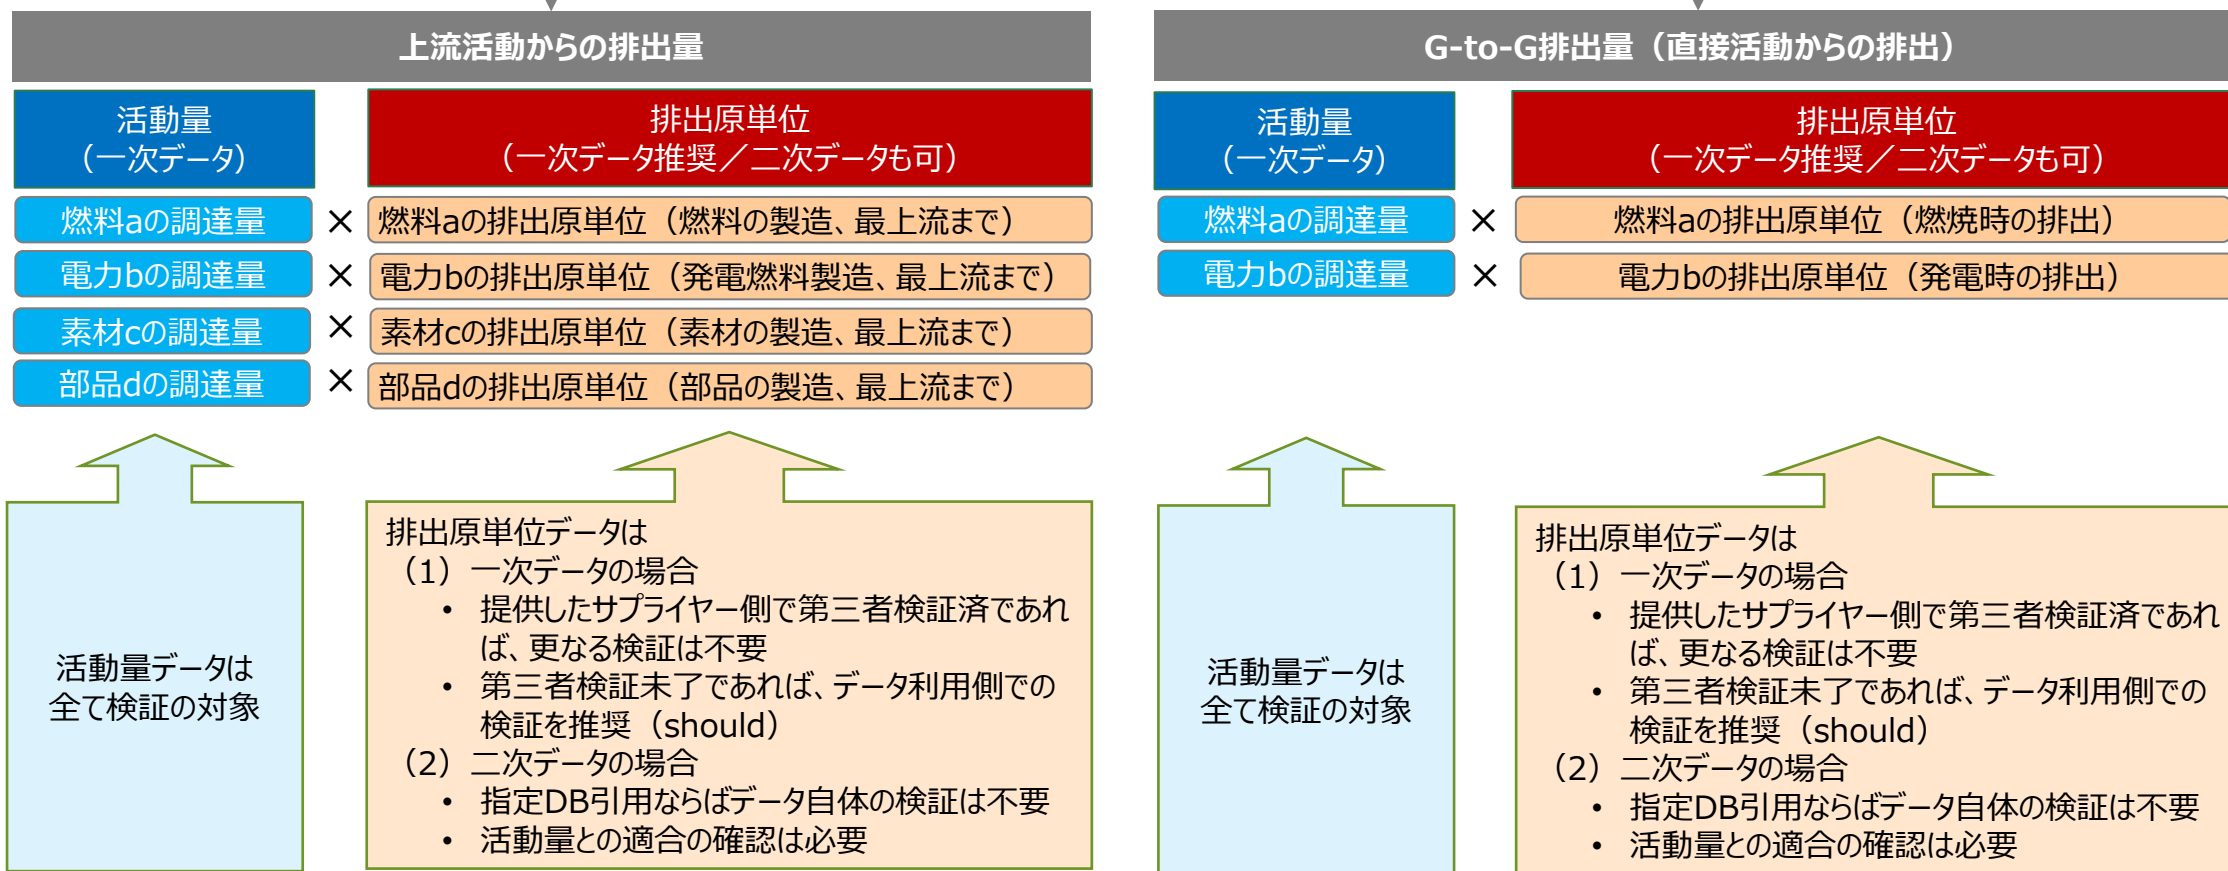 上流活動からの排出量
活動量
（一次データ）
排出原単位
（一次データ推奨／二次データも可）
燃料aの調達量
×
燃料aの排出原単位（燃料の製造、最上流まで）
電力bの調達量
×
電力bの排出原単位（発電燃料製造、最上流まで）
素材cの調達量
×
素材cの排出原単位（素材の製造、最上流まで）
部品dの調達量
×
部品dの排出原単位（部品の製造、最上流まで）
活動量データは
全て検証の対象
排出原単位データは
（1）一次データの場合
• 提供したサプライヤー側で第三者検証済であれ
ば、更なる検証は不要
• 第三者検証未了であれば、データ利用側での
検証を推奨（should）
（2）二次データの場合
• 指定DB引用ならばデータ自体の検証は不要
• 活動量との適合の確認は必要
G-to-G排出量（直接活動からの排出）
活動量
（一次データ）
排出原単位
（一次データ推奨／二次データも可）
燃料aの調達量
×
燃料aの排出原単位（燃焼時の排出）
電力bの調達量
×
電力bの排出原単位（発電時の排出）
活動量データは
全て検証の対象
排出原単位データは
（1）一次データの場合
• 提供したサプライヤー側で第三者検証済であれ
ば、更なる検証は不要
• 第三者検証未了であれば、データ利用側での
検証を推奨（should）
（2）二次データの場合
• 指定DB引用ならばデータ自体の検証は不要
• 活動量との適合の確認は必要